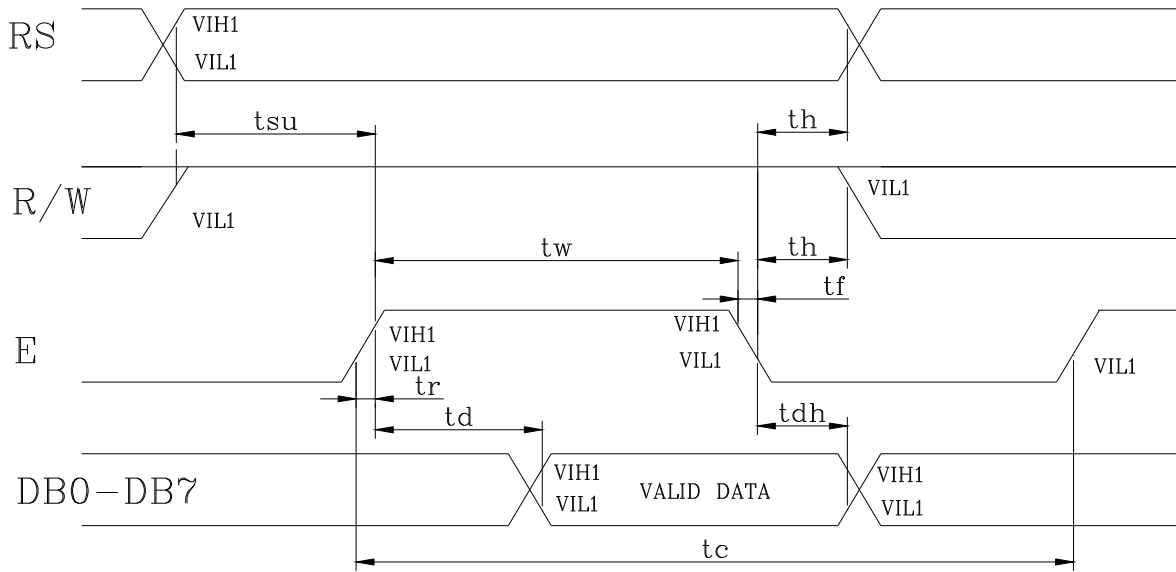 RS
VIH1
VIL1
tsu
th
R/W
VIL1
VIL1
tw
th
tf
E
VIH1
VIL1
VIH1
VIL1
VIL1
tr
td
tdh
DB0-DB7
VIH1
VIL1
VALID DATA
VIH1
VIL1
tc